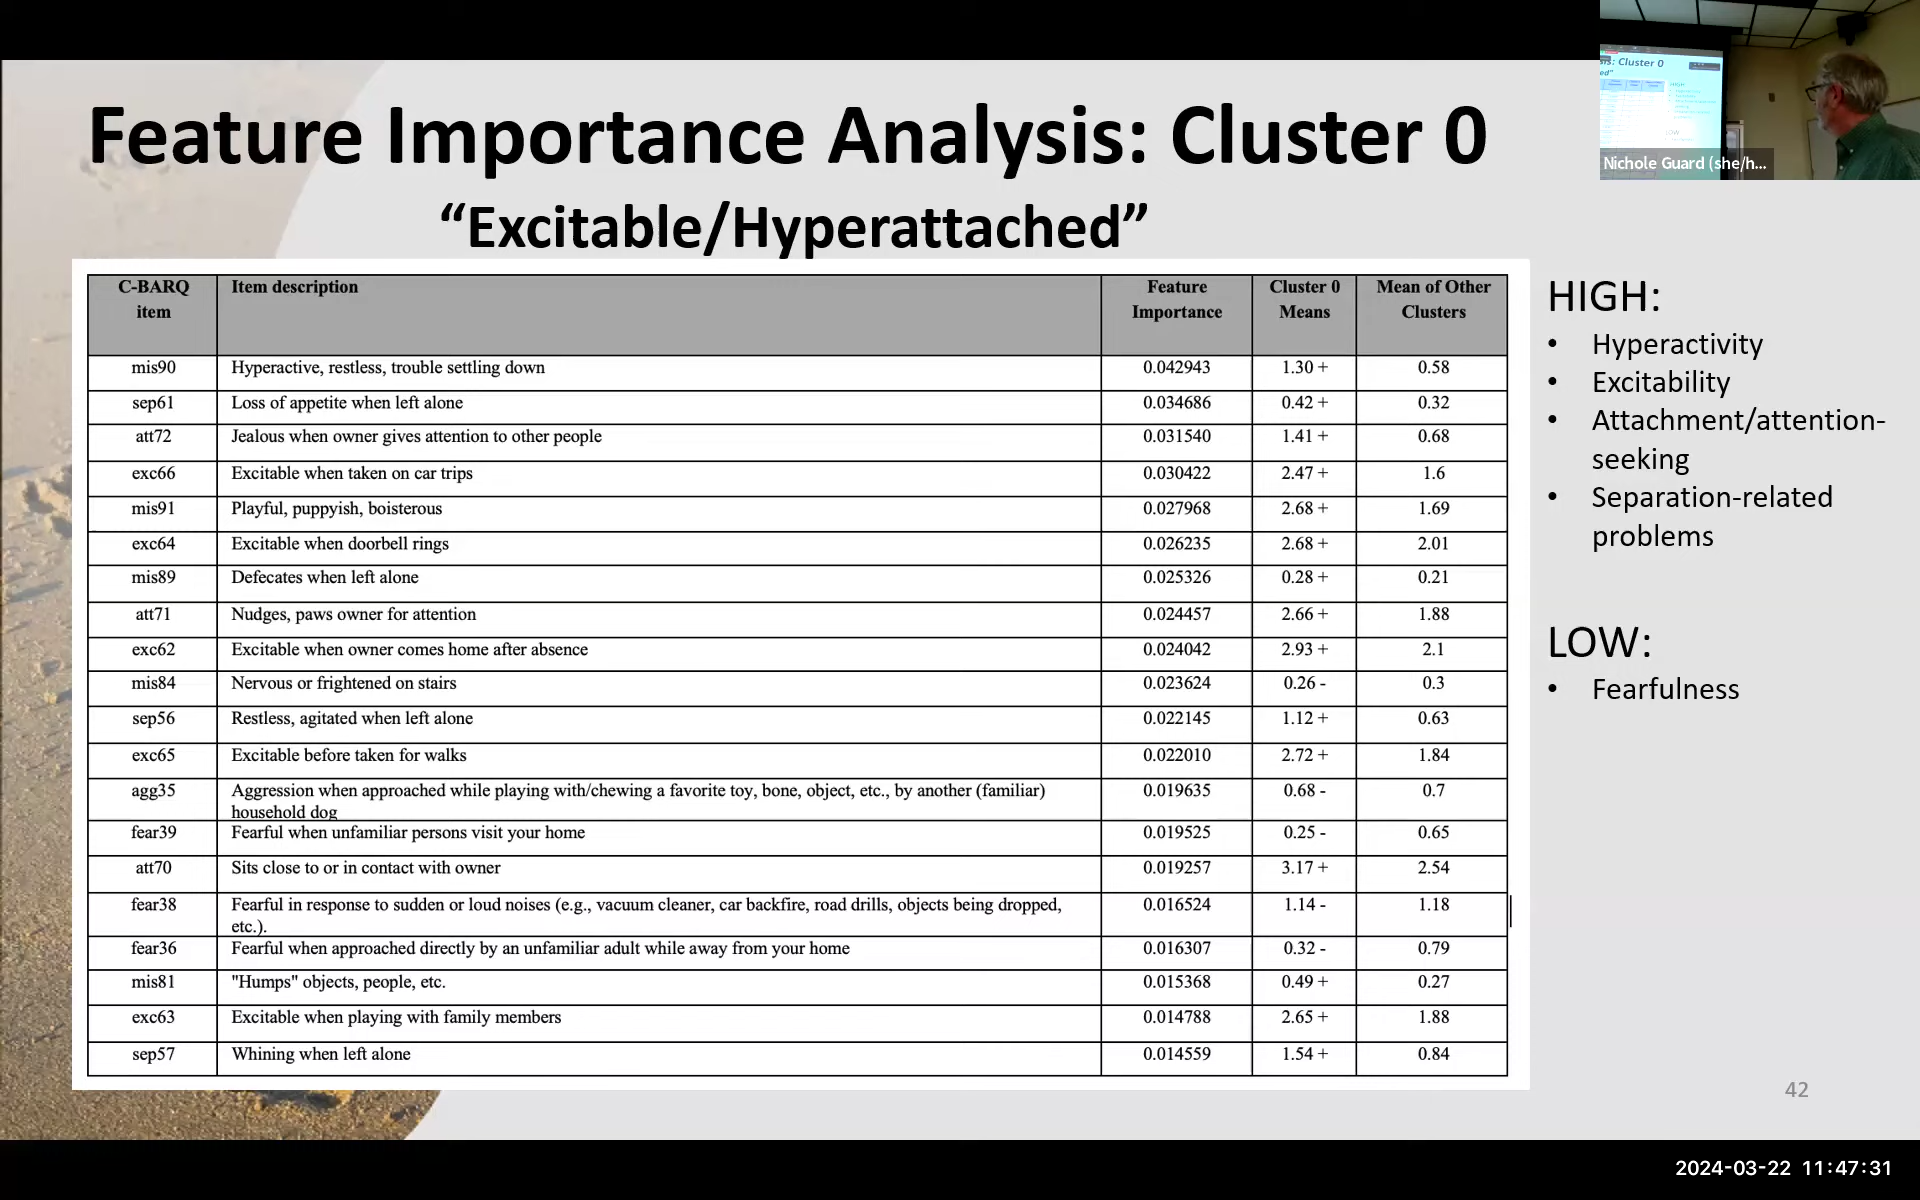 Feature Importance Analysis: Cluster 0
“Excitable/Hyperattached”
C-BARQ item | Item description | Feature Importance | Cluster 0 Means | Mean of Other Clusters
mis90 | Hyperactive, restless, trouble settling down | 0.042943 | 1.30 + | 0.58
sep61 | Loss of appetite when left alone | 0.034686 | 0.42 + | 0.32
att72 | Jealous when owner gives attention to other people | 0.031540 | 1.41 + | 0.68
exc66 | Excitable when taken on car trips | 0.030422 | 2.47 + | 1.6
mis91 | Playful, puppyish, boisterous | 0.027968 | 2.68 + | 1.69
exc64 | Excitable when doorbell rings | 0.026235 | 2.68 + | 2.01
mis89 | Defecates when left alone | 0.025326 | 0.28 + | 0.21
att71 | Nudges, paws owner for attention | 0.024457 | 2.66 + | 1.88
exc62 | Excitable when owner comes home after absence | 0.024042 | 2.93 + | 2.1
mis84 | Nervous or frightened on stairs | 0.023624 | 0.26 - | 0.3
sep56 | Restless, agitated when left alone | 0.022145 | 1.12 + | 0.63
exc65 | Excitable before taken for walks | 0.022010 | 2.72 + | 1.84
agg35 | Aggression when approached while playing with/chewing a favorite toy, bone, object, etc., by another (familiar) household dog | 0.019635 | 0.68 - | 0.7
fear39 | Fearful when unfamiliar persons visit your home | 0.019525 | 0.25 - | 0.65
att70 | Sits close to or in contact with owner | 0.019257 | 3.17 + | 2.54
fear38 | Fearful in response to sudden or loud noises (e.g., vacuum cleaner, car backfire, road drills, objects being dropped, etc.). | 0.016524 | 1.14 - | 1.18
fear36 | Fearful when approached directly by an unfamiliar adult while away from your home | 0.016307 | 0.32 - | 0.79
mis81 | "Humps" objects, people, etc. | 0.015368 | 0.49 + | 0.27
exc63 | Excitable when playing with family members | 0.014788 | 2.65 + | 1.88
sep57 | Whining when left alone | 0.014559 | 1.54 + | 0.84
HIGH:
• Hyperactivity
• Excitability
• Attachment/attention-
seeking
• Separation-related
problems
LOW:
• Fearfulness
42
Cluster 0
Nichole Guard (she/h...
2024-03-22 11:47:31